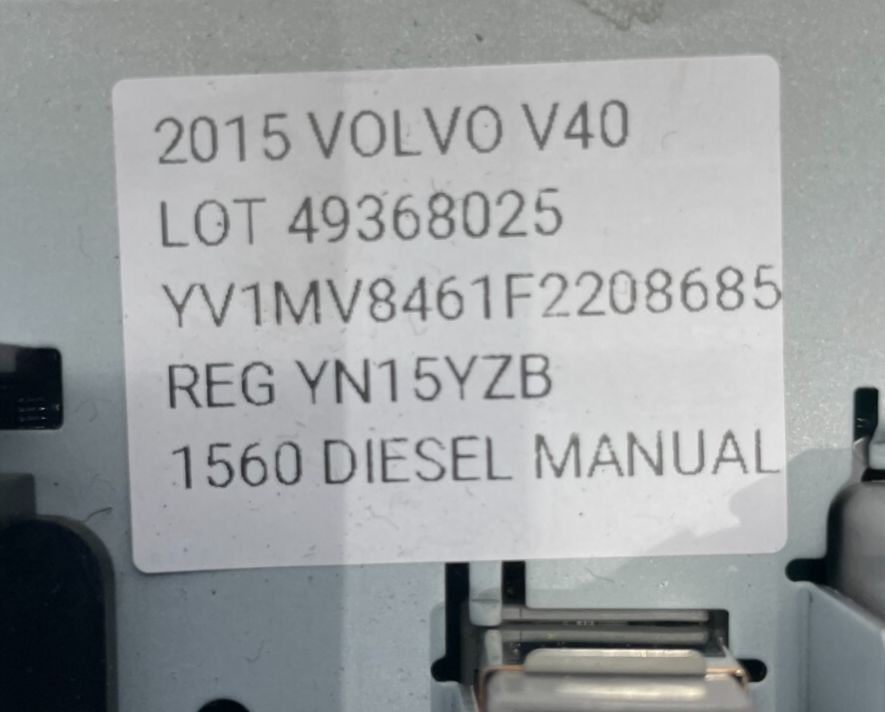 2015 VOLVO V40
LOT 49368025
YV1MV8461F2208685
REG YN15YZB
1560 DIESEL MANUAL